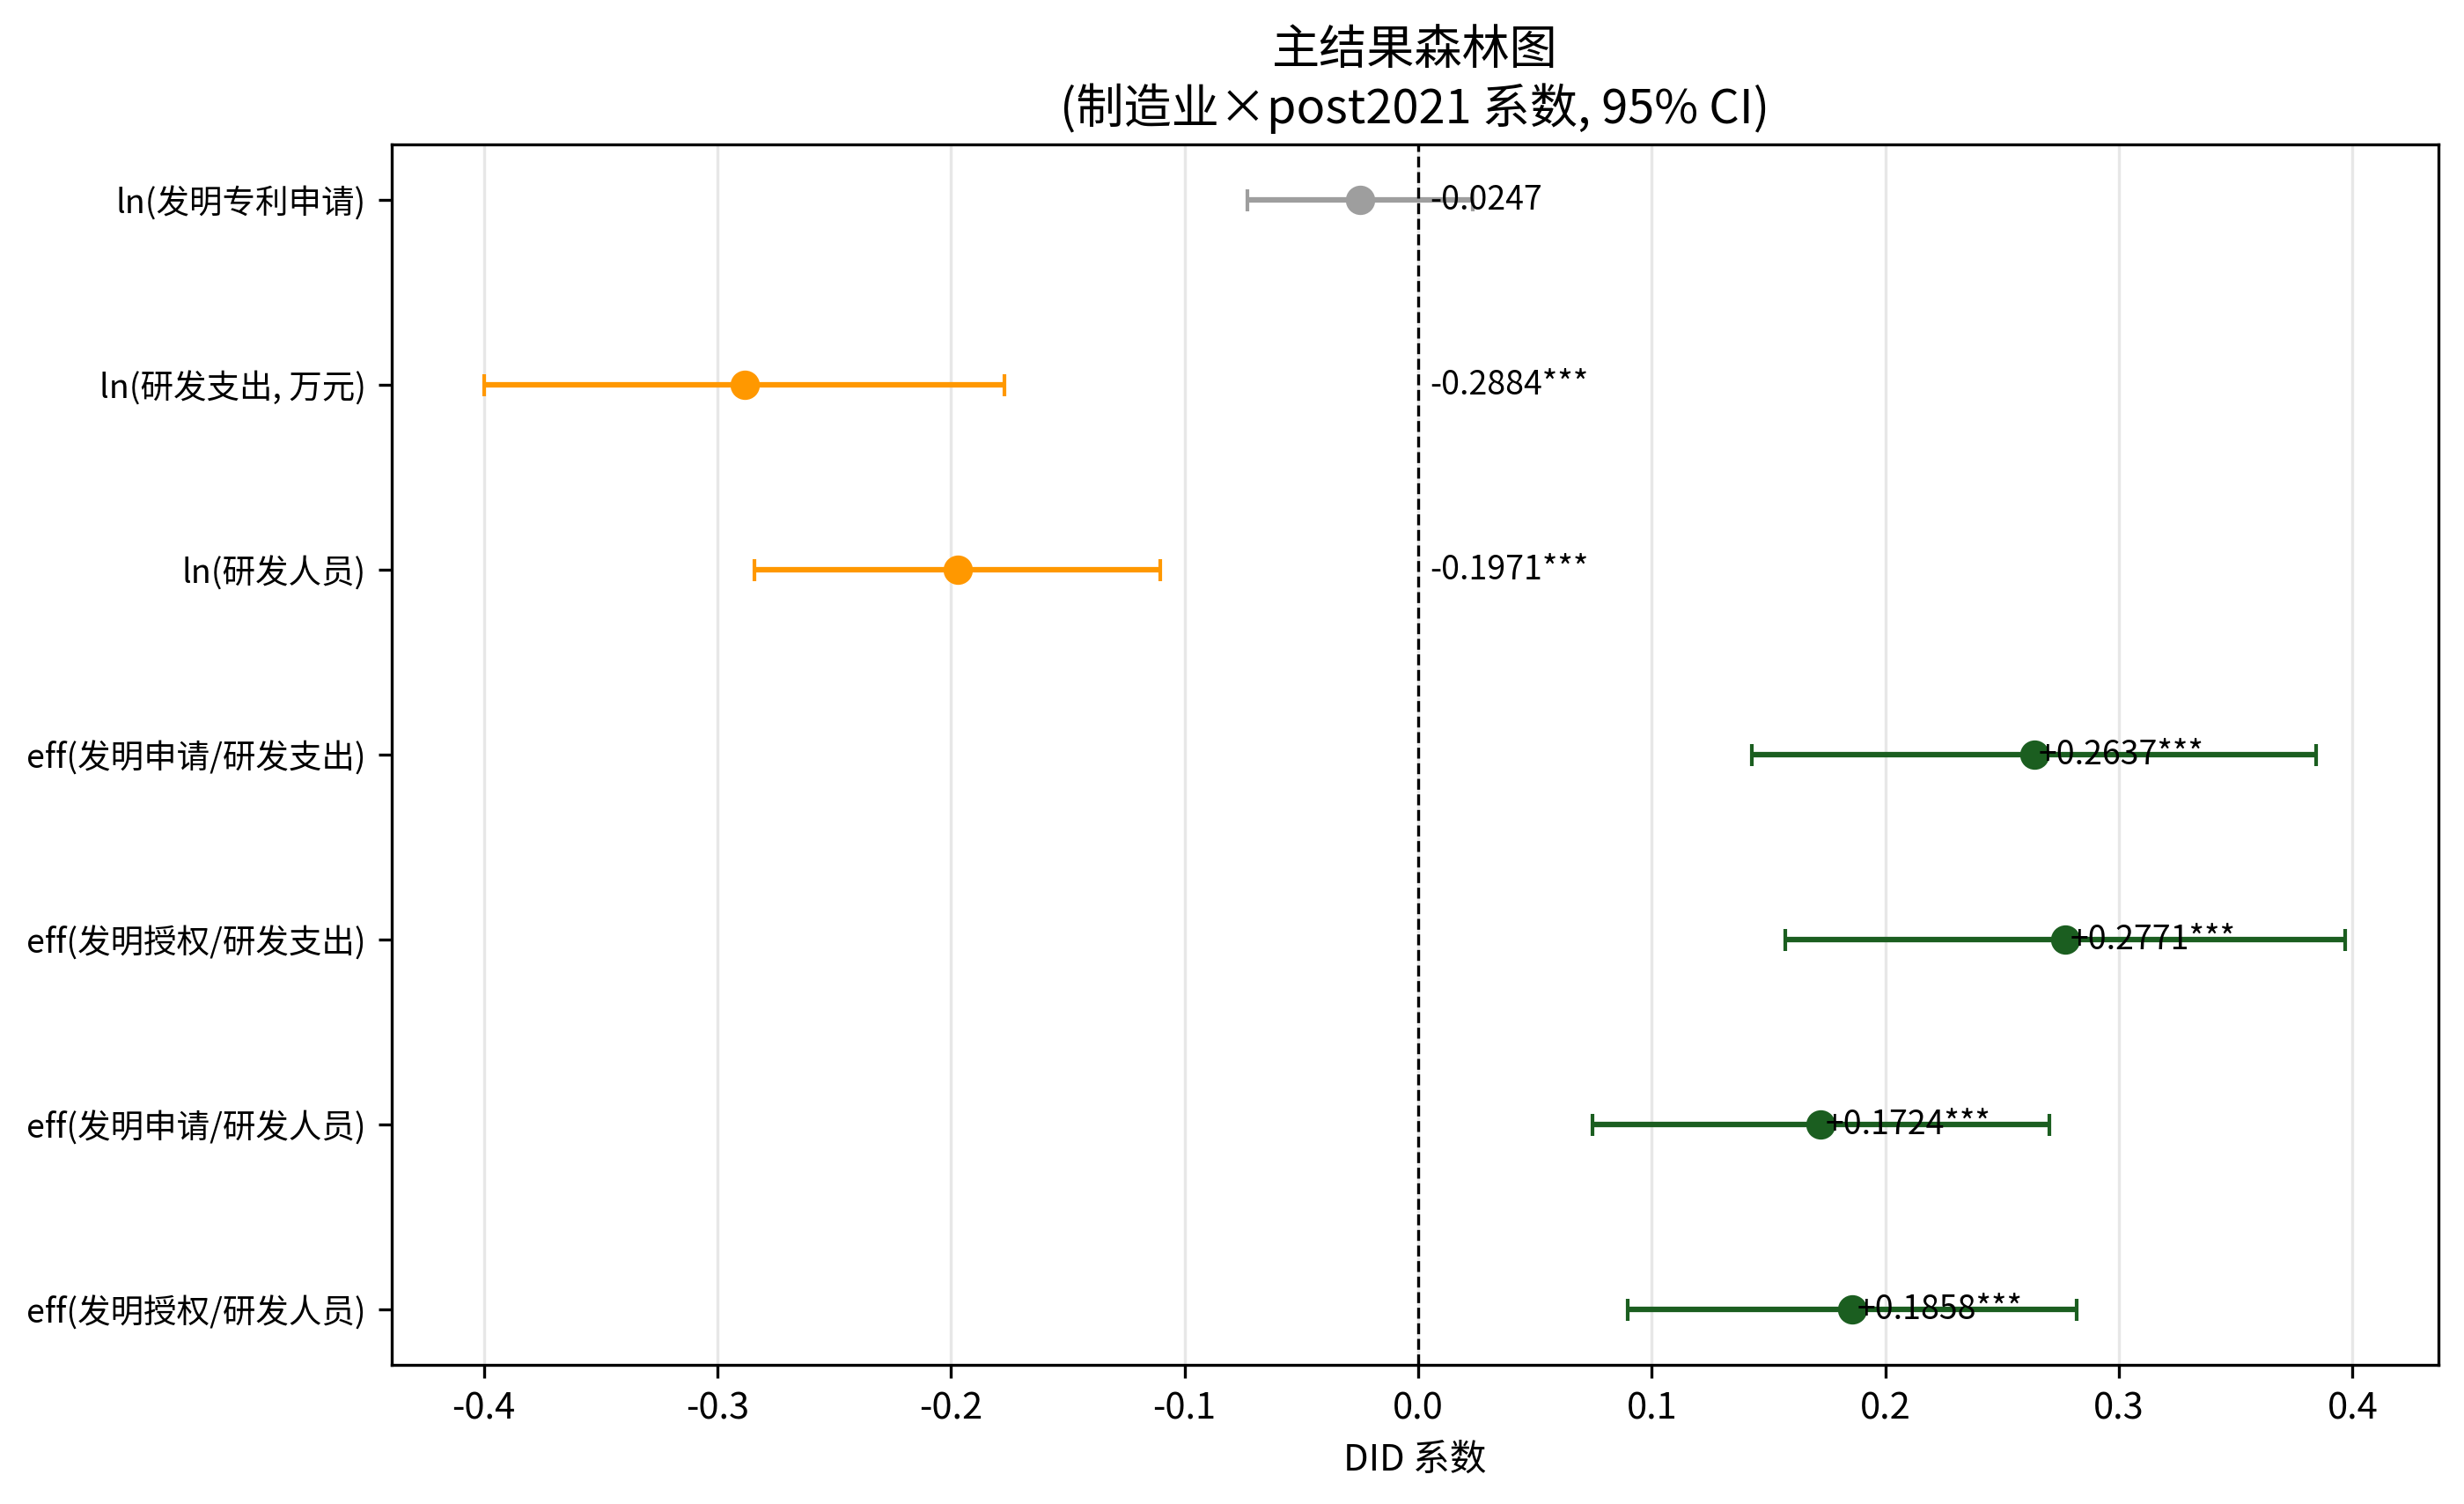 主结果森林图
(制造业×post2021 系数, 95% CI)
ln(发明专利申请)
-0.0247
ln(研发支出, 万元)
-0.2884***
ln(研发人员)
-0.1971***
eff(发明申请/研发支出)
+0.2637***
eff(发明授权/研发支出)
+0.2771***
eff(发明申请/研发人员)
+0.1724***
eff(发明授权/研发人员)
+0.1858***
-0.4 -0.3 -0.2 -0.1 0.0 0.1 0.2 0.3 0.4
DID 系数